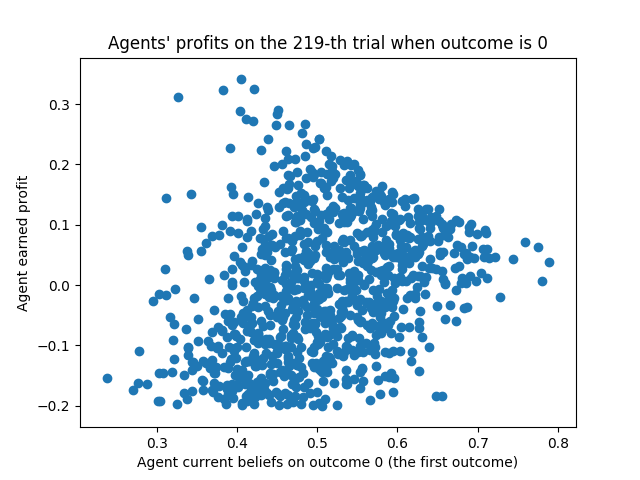 Agents' profits on the 219-th trial when outcome is 0
Agent earned profit
0.3
0.2
0.1
0.0
−0.1
−0.2
0.3 0.4 0.5 0.6 0.7 0.8
Agent current beliefs on outcome 0 (the first outcome)